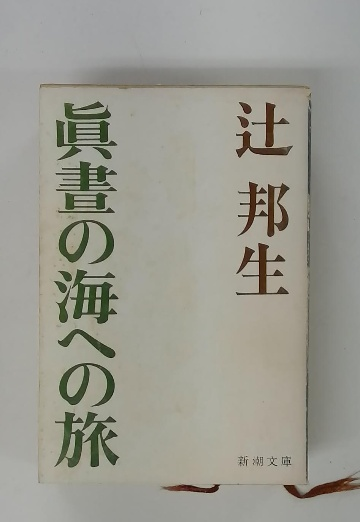 辻 邦生
眞晝の海への旅
新潮文庫